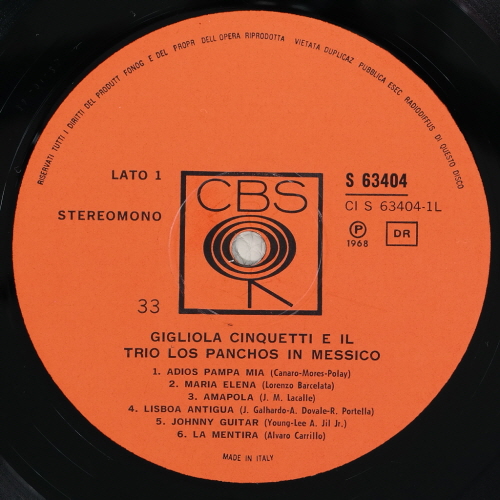 RISERVATI TUTTI I DIRITTI DEL PRODUTT FONOG E DEL PROPR DELL'OPERA RIPRODOTTA VIETATA DUPLICAZ PUBBLICA ESEC RADIODIFFUS DI QUESTO DISCO
LATO 1
STEREOMONO
33
CBS
S 63404
CI S 63404-1L
P
1968
DR
GIGLIOLA CINQUETTI E IL
TRIO LOS PANCHOS IN MESSICO
1. ADIOS PAMPA MIA (Canaro-Mores-Polay)
2. MARIA ELENA (Lorenzo Barcelata)
3. AMAPOLA (J. M. Lacalle)
4. LISBOA ANTIGUA (J. Galhardo-A. Dovale-R. Portella)
5. JOHNNY GUITAR (Young-Lee A. Jil Jr.)
6. LA MENTIRA (Alvaro Carrillo)
MADE IN ITALY